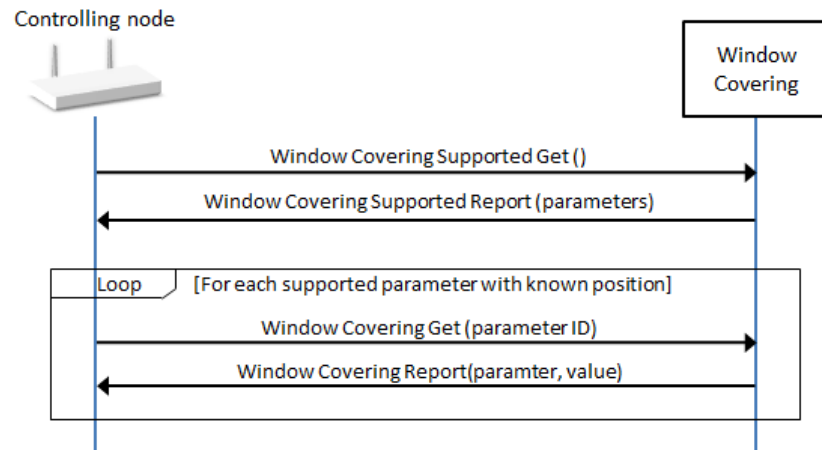 Controlling node
Window
Covering
Window Covering Supported Get ()
Window Covering Supported Report (parameters)
Loop
[For each supported parameter with known position]
Window Covering Get (parameter ID)
Window Covering Report(paramter, value)